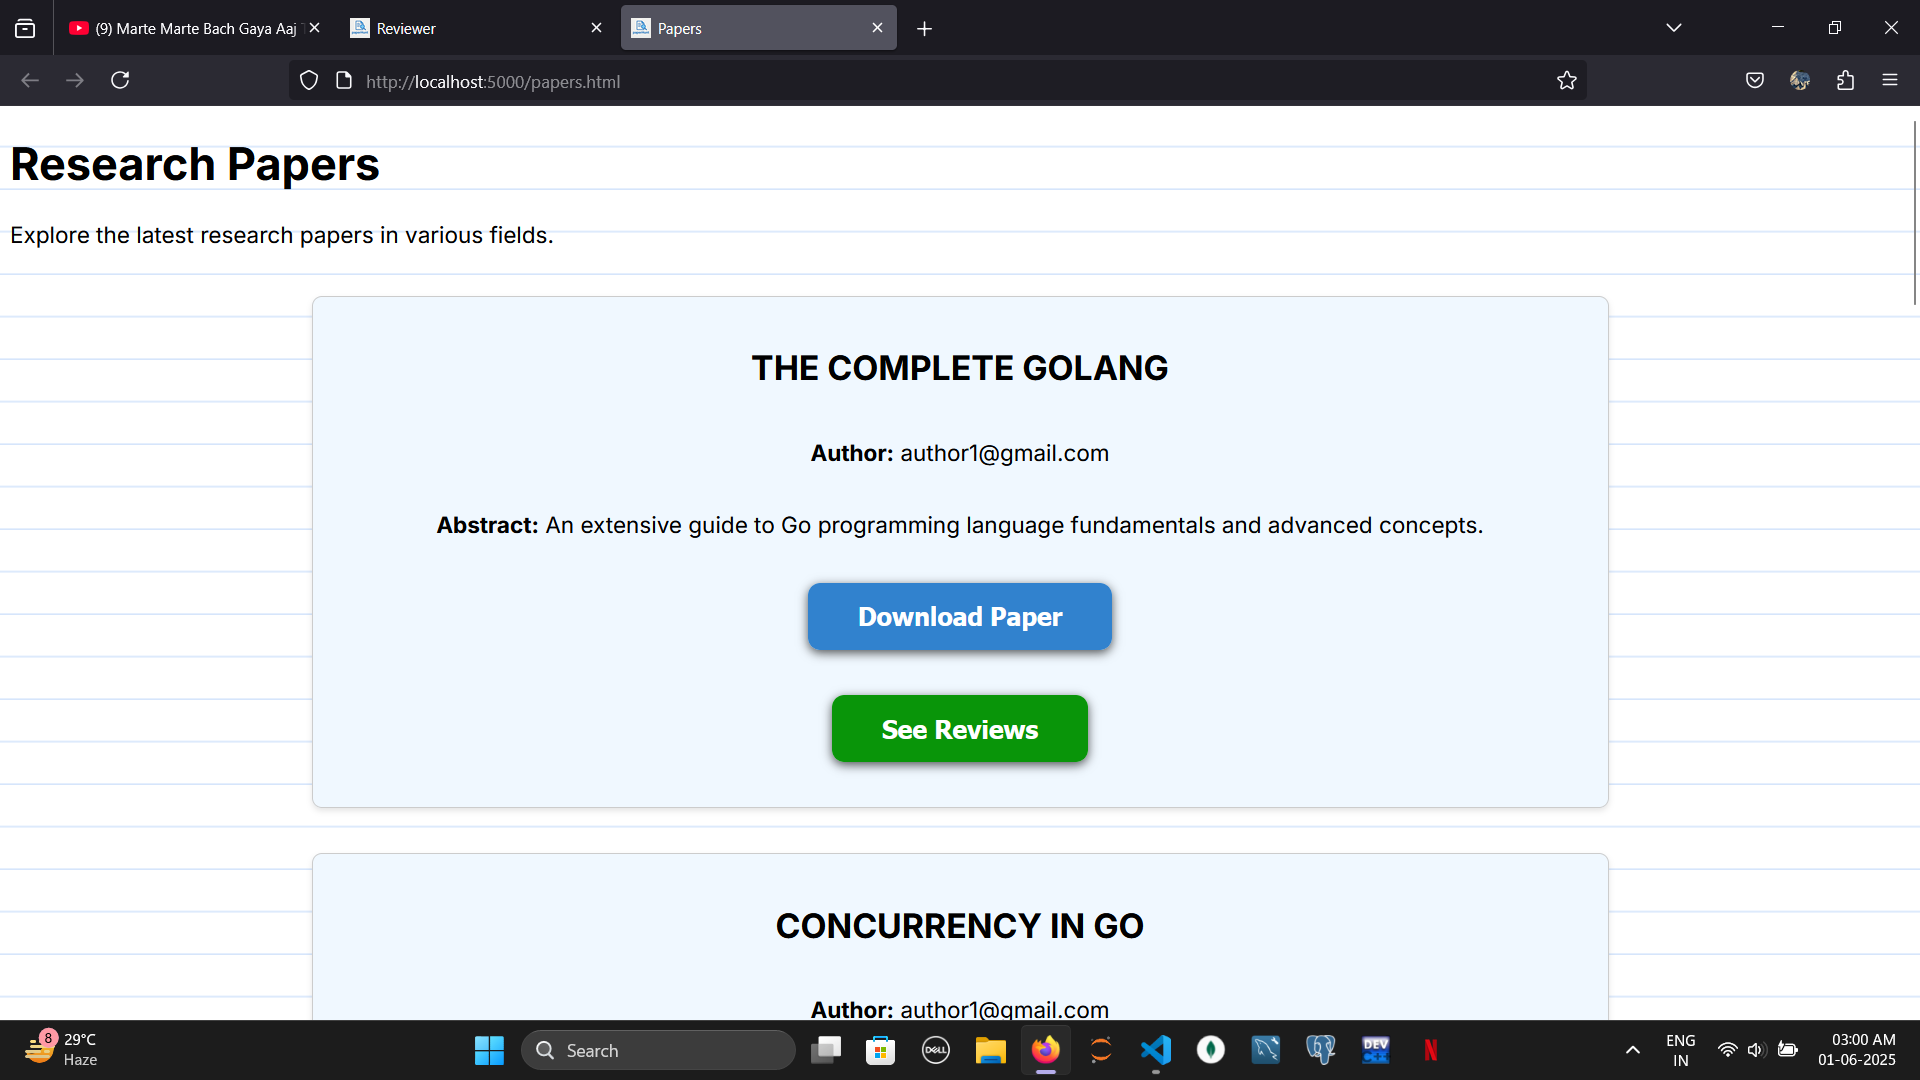 (9) Marte Marte Bach Gaya Aaj
Reviewer
Papers
http://localhost:5000/papers.html
Research Papers
Explore the latest research papers in various fields.
THE COMPLETE GOLANG
Author: author1@gmail.com
Abstract: An extensive guide to Go programming language fundamentals and advanced concepts.
Download Paper
See Reviews
CONCURRENCY IN GO
Author: author1@gmail.com
8
29°C
Haze
Search
DELL
DEV
C++
N
ENG
IN
03:00 AM
01-06-2025